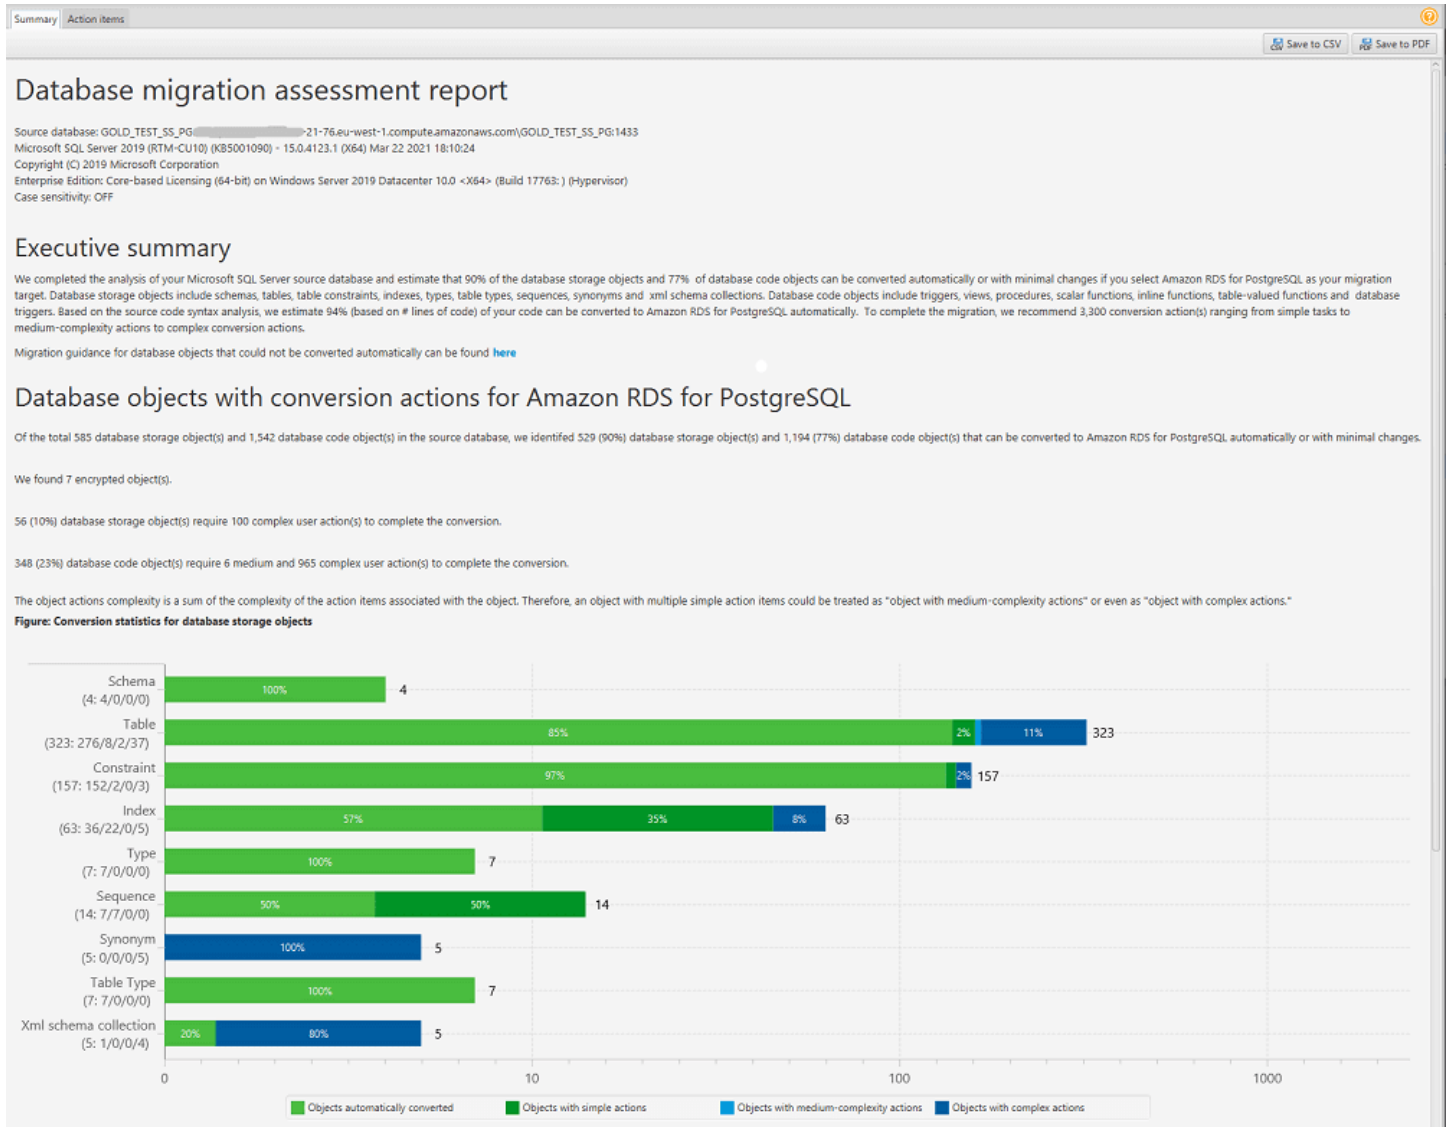 Summary Action items
Save to CSV Save to PDF
Database migration assessment report
Source database: GOLD_TEST_SS_PG -21-76.eu-west-1.compute.amazonaws.com\GOLD_TEST_SS_PG:1433
Microsoft SQL Server 2019 (RTM-CU10) (KB5001090) - 15.0.4123.1 (X64) Mar 22 2021 18:10:24
Copyright (C) 2019 Microsoft Corporation
Enterprise Edition: Core-based Licensing (64-bit) on Windows Server 2019 Datacenter 10.0 <X64> (Build 17763: ) (Hypervisor)
Case sensitivity: OFF
Executive summary
We completed the analysis of your Microsoft SQL Server source database and estimate that 90% of the database storage objects and 77% of database code objects can be converted automatically or with minimal changes if you select Amazon RDS for PostgreSQL as your migration
target. Database storage objects include schemas, tables, table constraints, indexes, types, table types, sequences, synonyms and xml schema collections. Database code objects include triggers, views, procedures, scalar functions, inline functions, table-valued functions and database
triggers. Based on the source code syntax analysis, we estimate 94% (based on # lines of code) of your code can be converted to Amazon RDS for PostgreSQL automatically. To complete the migration, we recommend 3,300 conversion action(s) ranging from simple tasks to
medium-complexity actions to complex conversion actions.
Migration guidance for database objects that could not be converted automatically can be found here
Database objects with conversion actions for Amazon RDS for PostgreSQL
Of the total 585 database storage object(s) and 1,542 database code object(s) in the source database, we identifed 529 (90%) database storage object(s) and 1,194 (77%) database code object(s) that can be converted to Amazon RDS for PostgreSQL automatically or with minimal changes.
We found 7 encrypted object(s).
56 (10%) database storage object(s) require 100 complex user action(s) to complete the conversion.
348 (23%) database code object(s) require 6 medium and 965 complex user action(s) to complete the conversion.
The object actions complexity is a sum of the complexity of the action items associated with the object. Therefore, an object with multiple simple action items could be treated as "object with medium-complexity actions" or even as "object with complex actions."
Figure: Conversion statistics for database storage objects
Schema
(4: 4/0/0/0)
100% 4
Table
(323: 276/8/2/37)
85% 2% 11% 323
Constraint
(157: 152/2/0/3)
97% 2% 157
Index
(63: 36/22/0/5)
57% 35% 8% 63
Type
(7: 7/0/0/0)
100% 7
Sequence
(14: 7/7/0/0)
50% 50% 14
Synonym
(5: 0/0/0/5)
100% 5
Table Type
(7: 7/0/0/0)
100% 7
Xml schema collection
(5: 1/0/0/4)
20% 80% 5
0 10 100 1000
Objects automatically converted Objects with simple actions Objects with medium-complexity actions Objects with complex actions